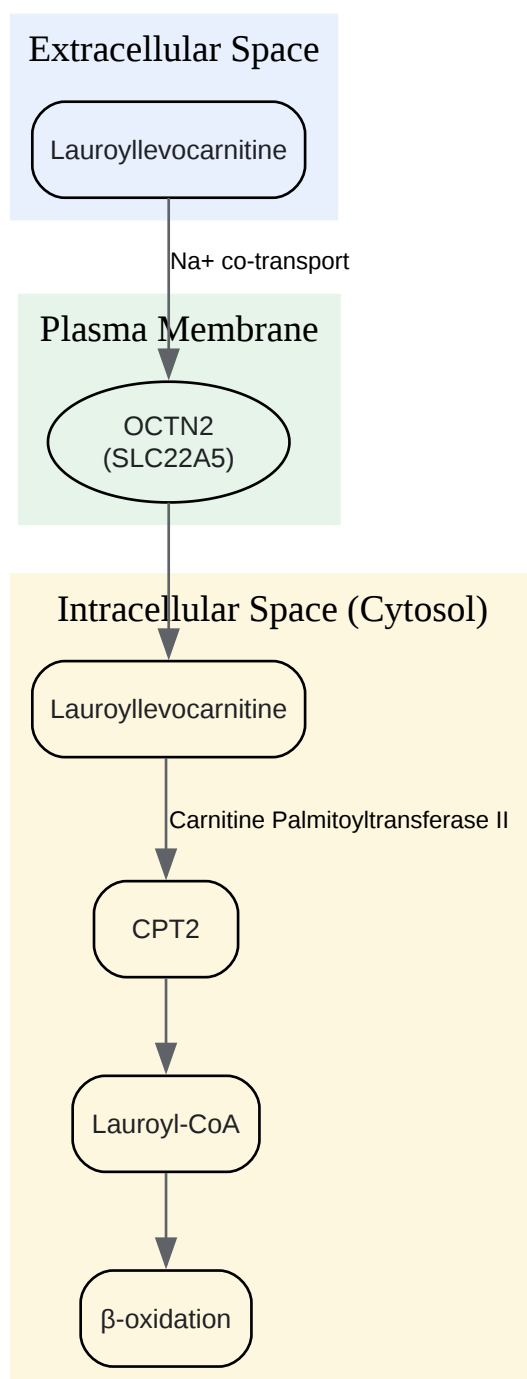 Extracellular Space
Lauroyllevocarnitine
Na+ co-transport
Plasma Membrane
OCTN2
(SLC22A5)
Intracellular Space (Cytosol)
Lauroyllevocarnitine
Carnitine Palmitoyltransferase II
CPT2
Lauroyl-CoA
β-oxidation